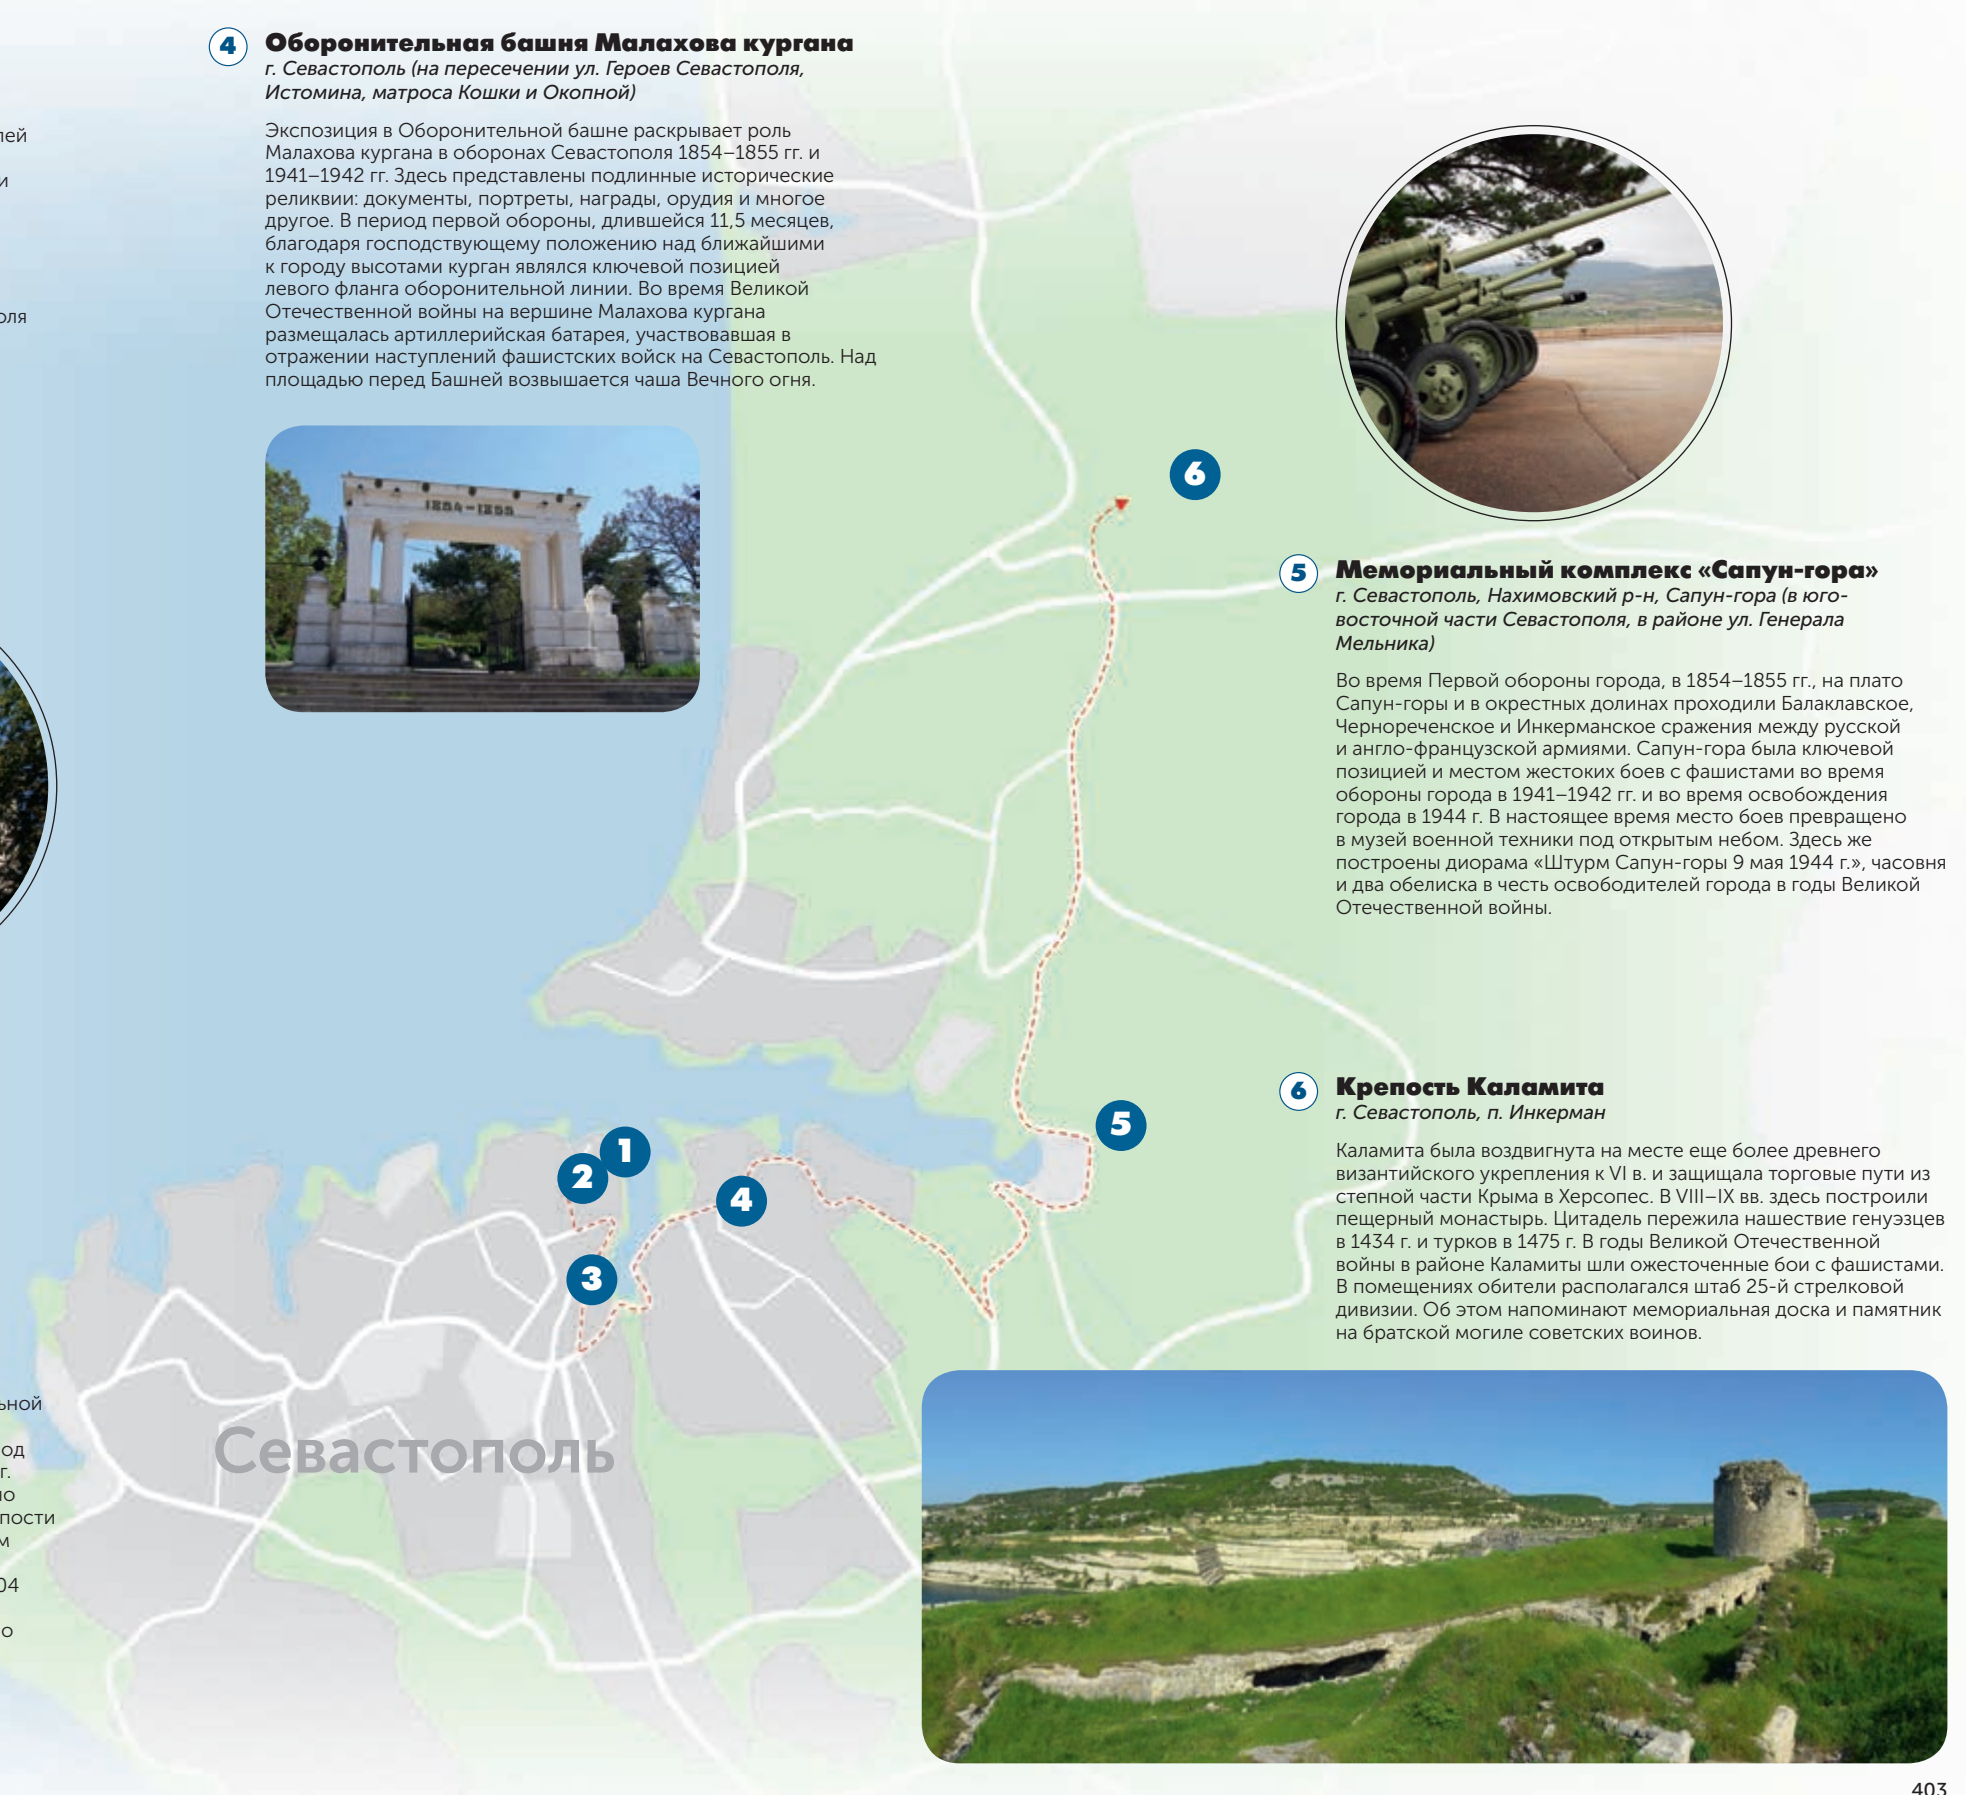 4 Оборонительная башня Малахова кургана
г. Севастополь (на пересечении ул. Героев Севастополя,
Истомина, матроса Кошки и Окопной)
Экспозиция в Оборонительной башне раскрывает роль
Малахова кургана в оборонах Севастополя 1854–1855 гг. и
1941–1942 гг. Здесь представлены подлинные исторические
реликвии: документы, портреты, награды, орудия и многое
другое. В период первой обороны, длившейся 11,5 месяцев,
благодаря господствующему положению над ближайшими
к городу высотами курган являлся ключевой позицией
левого фланга оборонительной линии. Во время Великой
Отечественной войны на вершине Малахова кургана
размещалась артиллерийская батарея, участвовавшая в
отражении наступлений фашистских войск на Севастополь. Над
площадью перед Башней возвышается чаша Вечного огня.
1854–1855
6
5 Мемориальный комплекс «Сапун-гора»
г. Севастополь, Нахимовский р-н, Сапун-гора (в юго-
восточной части Севастополя, в районе ул. Генерала
Мельника)
Во время Первой обороны города, в 1854–1855 гг., на плато
Сапун-горы и в окрестных долинах проходили Балаклавское,
Чернореченское и Инкерманское сражения между русской
и англо-французской армиями. Сапун-гора была ключевой
позицией и местом жестоких боев с фашистами во время
обороны города в 1941–1942 гг. и во время освобождения
города в 1944 г. В настоящее время место боев превращено
в музей военной техники под открытым небом. Здесь же
построены диорама «Штурм Сапун-горы 9 мая 1944 г.», часовня
и два обелиска в честь освободителей города в годы Великой
Отечественной войны.
6 Крепость Каламита
г. Севастополь, п. Инкерман
Каламита была воздвигнута на месте еще более древнего
византийского укрепления к VI в. и защищала торговые пути из
степной части Крыма в Херсопес. В VIII–IX вв. здесь построили
пещерный монастырь. Цитадель пережила нашествие генуэзцев
в 1434 г. и турков в 1475 г. В годы Великой Отечественной
войны в районе Каламиты шли ожесточенные бои с фашистами.
В помещениях обители располагался штаб 25-й стрелковой
дивизии. Об этом напоминают мемориальная доска и памятник
на братской могиле советских воинов.
5
1
2
4
3
Севастополь
лей
и
оля
ьной
од
г.
но
пости
м
04
о
403